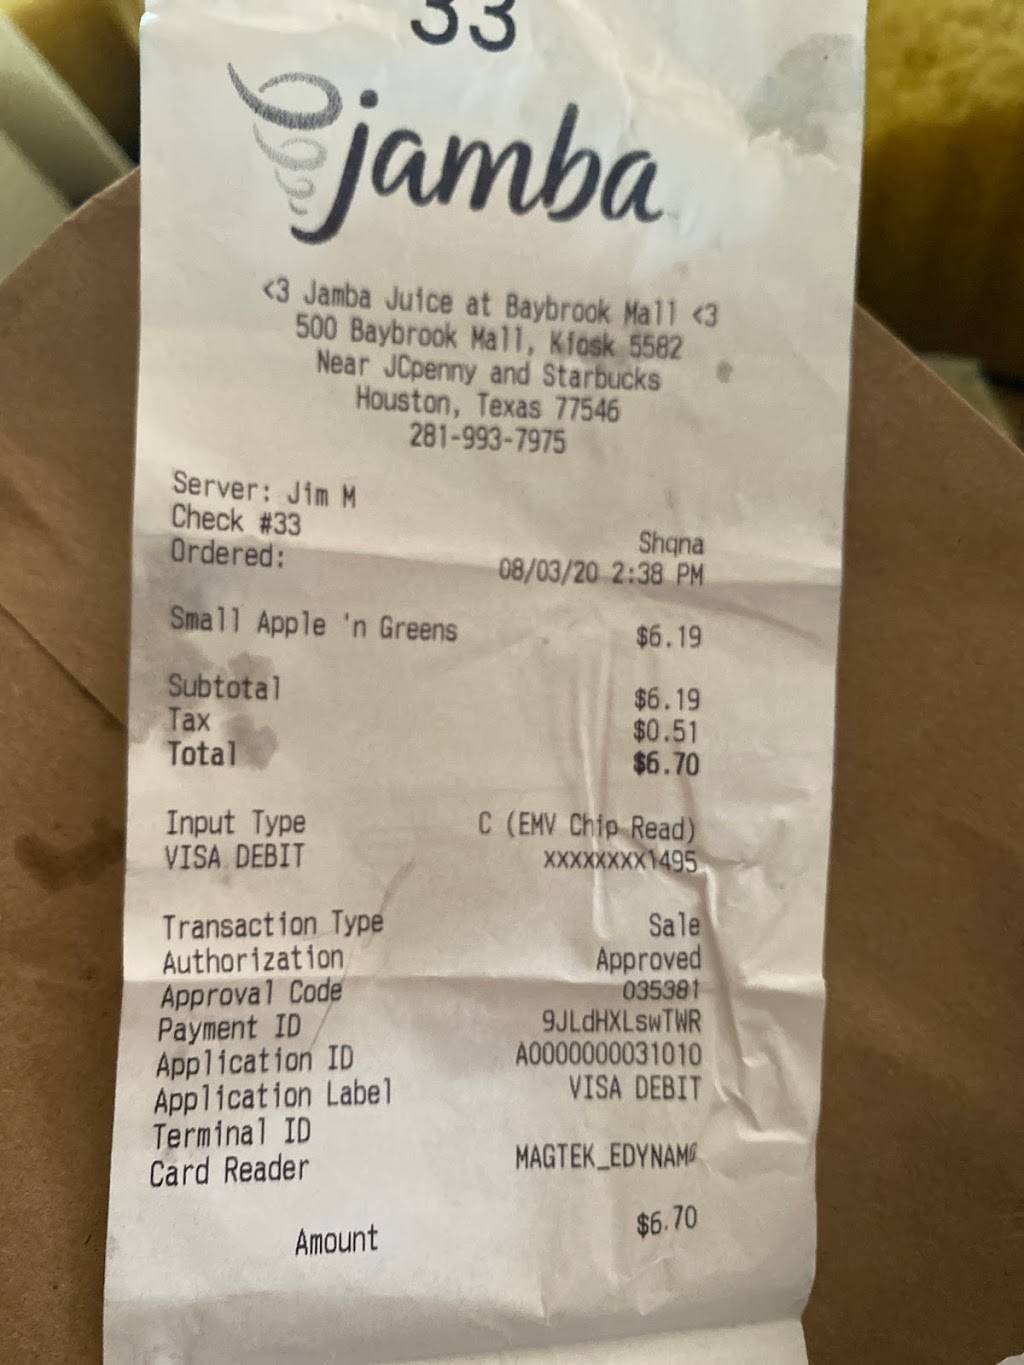 33
jamba
<3 Jamba Juice at Baybrook Mall <3
500 Baybrook Mall, Kiosk 5582
Near JCpenny and Starbucks
Houston, Texas 77546
281-993-7975
Server: Jim M
Check #33 Shqna
Ordered: 08/03/20 2:38 PM
Small Apple 'n Greens $6.19
Subtotal $6.19
Tax $0.51
Total $6.70
Input Type C (EMV Chip Read)
VISA DEBIT xxxxxxxx1495
Transaction Type Sale
Authorization Approved
Approval Code 035381
Payment ID 9JLdHXLswTWR
Application ID A0000000031010
Application Label VISA DEBIT
Terminal ID
Card Reader MAGTEK_EDYNAMO
Amount $6.70